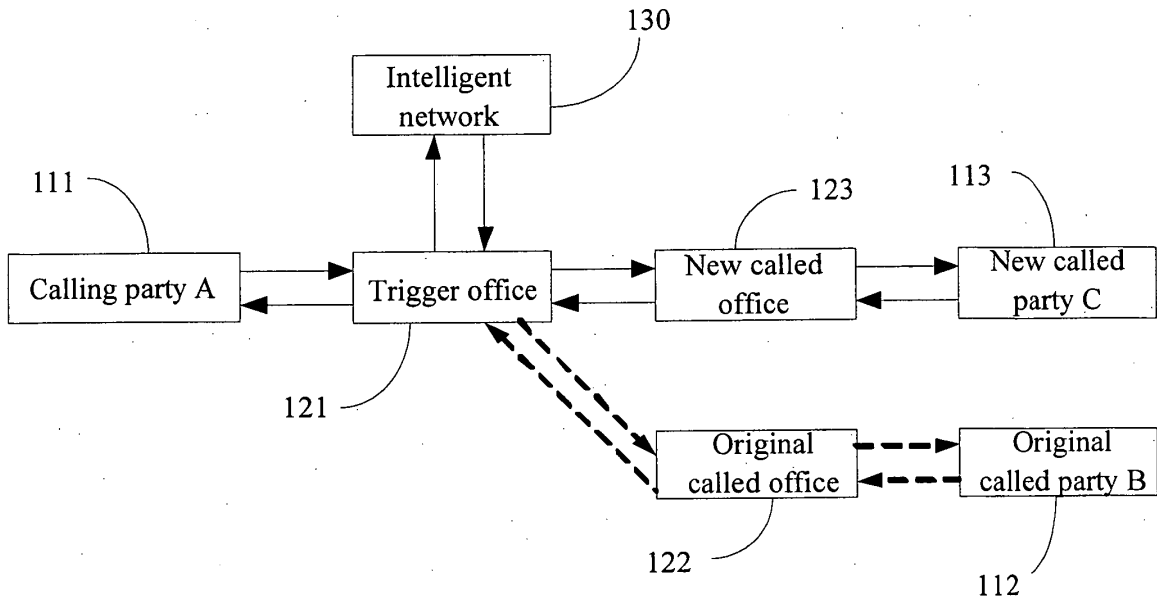 130
Intelligent
network
111
123
113
Calling party A
Trigger office
New called
office
New called
party C
121
Original
called office
Original
called party B
122
112